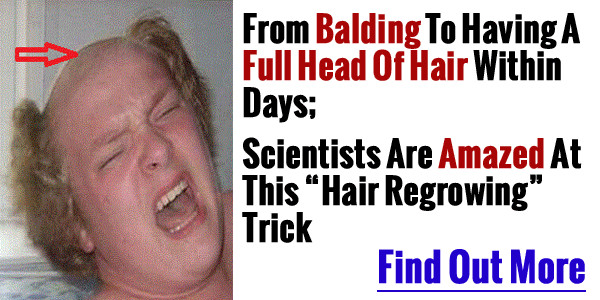 From Balding To Having A
Full Head Of Hair Within
Days;
Scientists Are Amazed At
This “Hair Regrowing”
Trick
Find Out More